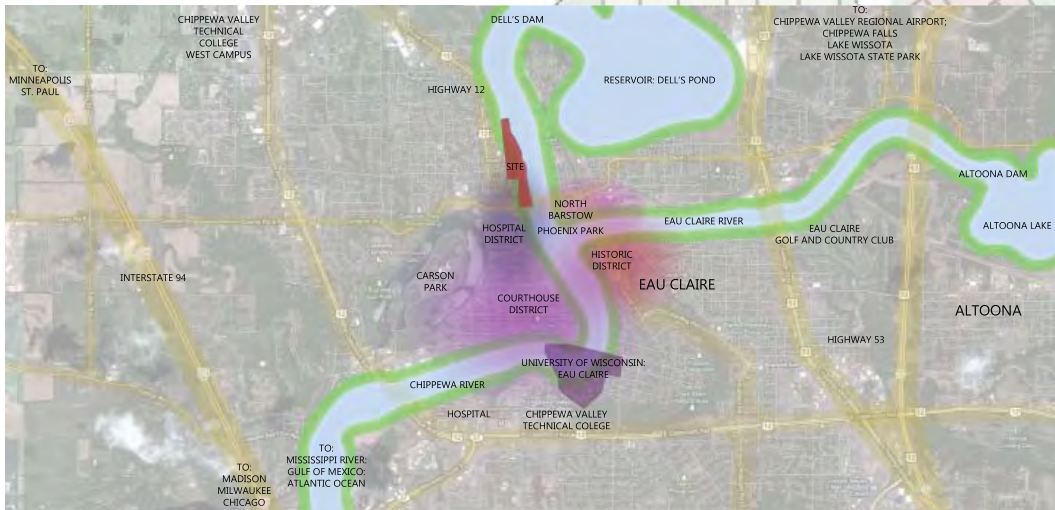 CHIPPEWA VALLEY
TECHNICAL
COLLEGE
WEST CAMPUS
DELL'S DAM
TO:
CHIPPEWA VALLEY REGIONAL AIRPORT;
CHIPPEWA FALLS
LAKE WISSOTA
LAKE WISSOTA STATE PARK
TO:
MINNEAPOLIS
ST. PAUL
HIGHWAY 12
RESERVOIR: DELL'S POND
SITE
ALTOONA DAM
NORTH
BARSTOW
PHOENIX PARK
HOSPITAL
DISTRICT
EAU CLAIRE RIVER
EAU CLAIRE
GOLF AND COUNTRY CLUB
ALTOONA LAKE
HISTORIC
DISTRICT
INTERSTATE 94
CARSON
PARK
EAU CLAIRE
COURTHOUSE
DISTRICT
ALTOONA
HIGHWAY 53
UNIVERSITY OF WISCONSIN:
EAU CLAIRE
CHIPPEWA RIVER
HOSPITAL
CHIPPEWA VALLEY
TECHNICAL COLEGE
TO:
MISSISSIPPI RIVER;
GULF OF MEXICO;
ATLANTIC OCEAN
TO:
MADISON
MILWAUKEE
CHICAGO